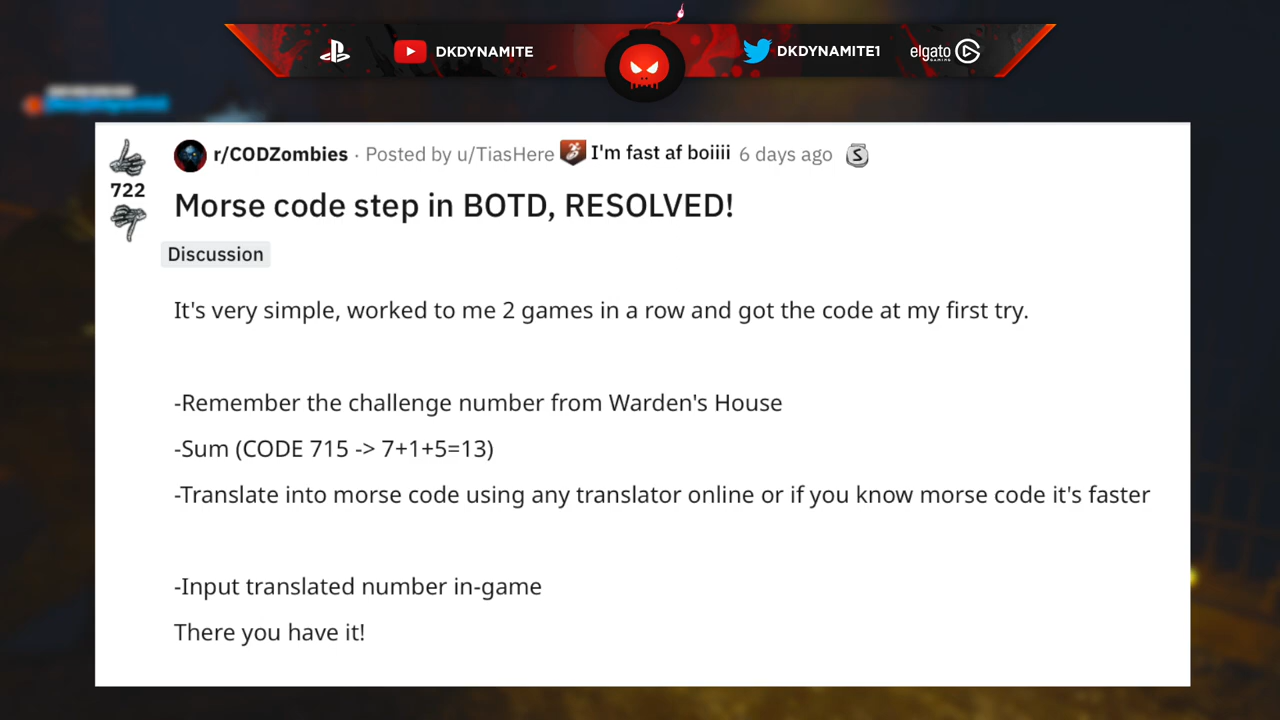 DKDYNAMITE
DKDYNAMITE1
elgato
GAMING
r/CODZombies · Posted by u/TiasHere I'm fast af boiiii 6 days ago S
722
Morse code step in BOTD, RESOLVED!
Discussion
It's very simple, worked to me 2 games in a row and got the code at my first try.
-Remember the challenge number from Warden's House
-Sum (CODE 715 -> 7+1+5=13)
-Translate into morse code using any translator online or if you know morse code it's faster
-Input translated number in-game
There you have it!